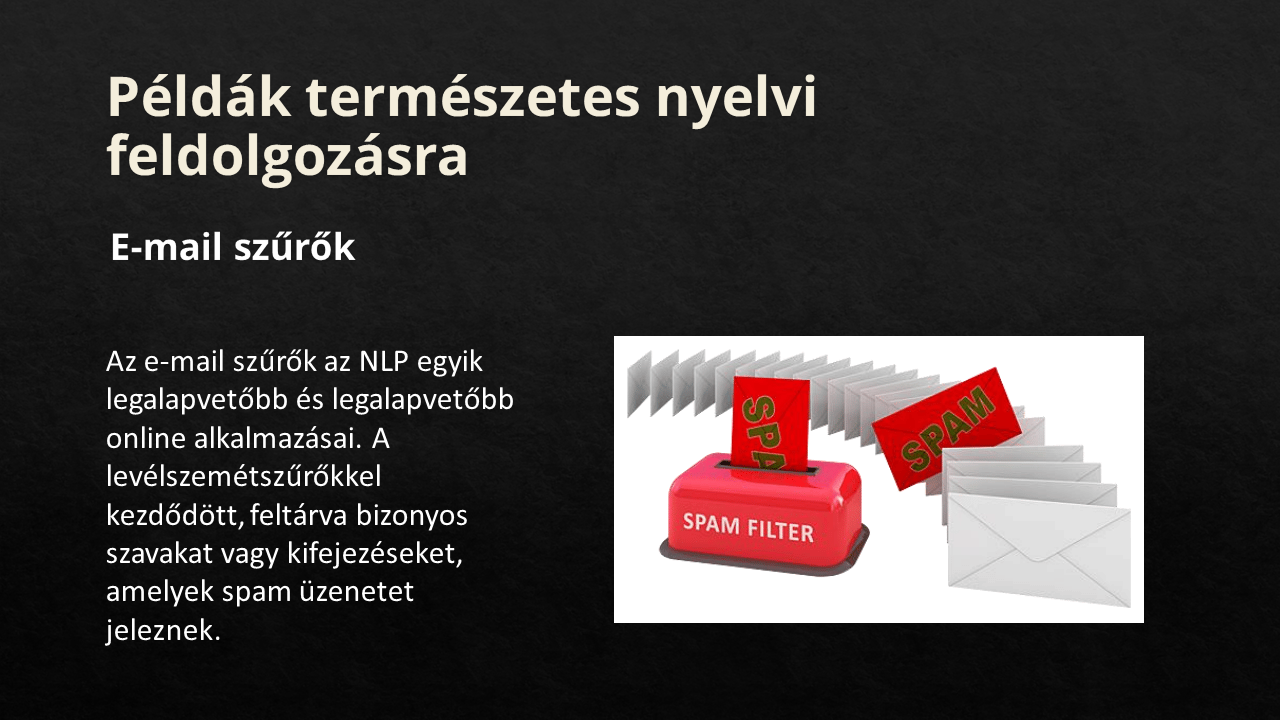 Példák természetes nyelvi
feldolgozásra
E-mail szűrők
Az e-mail szűrők az NLP egyik
legalapvetőbb és legalapvetőbb
online alkalmazásai. A
levélszemétszűrőkkel
kezdődött, feltárva bizonyos
szavakat vagy kifejezéseket,
amelyek spam üzenetet
jeleznek.
SPA
SPAM
SPAM FILTER